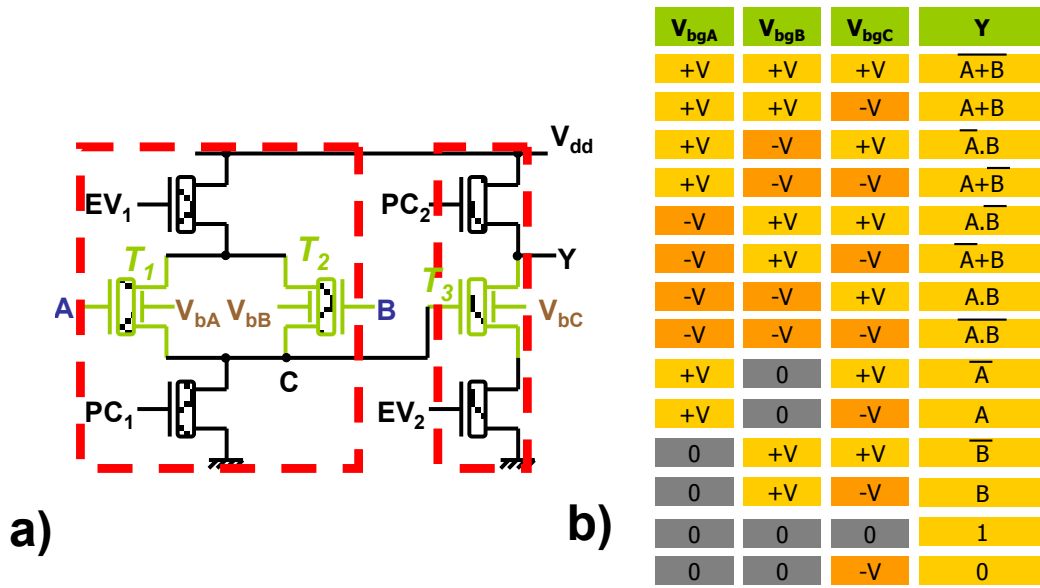 V_dd
EV₁
PC₂
T₁
T₂
Y
T₃
A
V_bA
V_bB
B
V_bC
C
PC₁
EV₂
a)
V_bgA V_bgB V_bgC Y
+V +V +V A̅+̅B̅
+V +V -V A+B
+V -V +V A̅.B
+V -V -V A+B̅
-V +V +V A.B̅
-V +V -V A̅+B
-V -V +V A.B
-V -V -V A̅.̅B̅
+V 0 +V A̅
+V 0 -V A
0 +V +V B̅
0 +V -V B
0 0 0 1
0 0 -V 0
b)